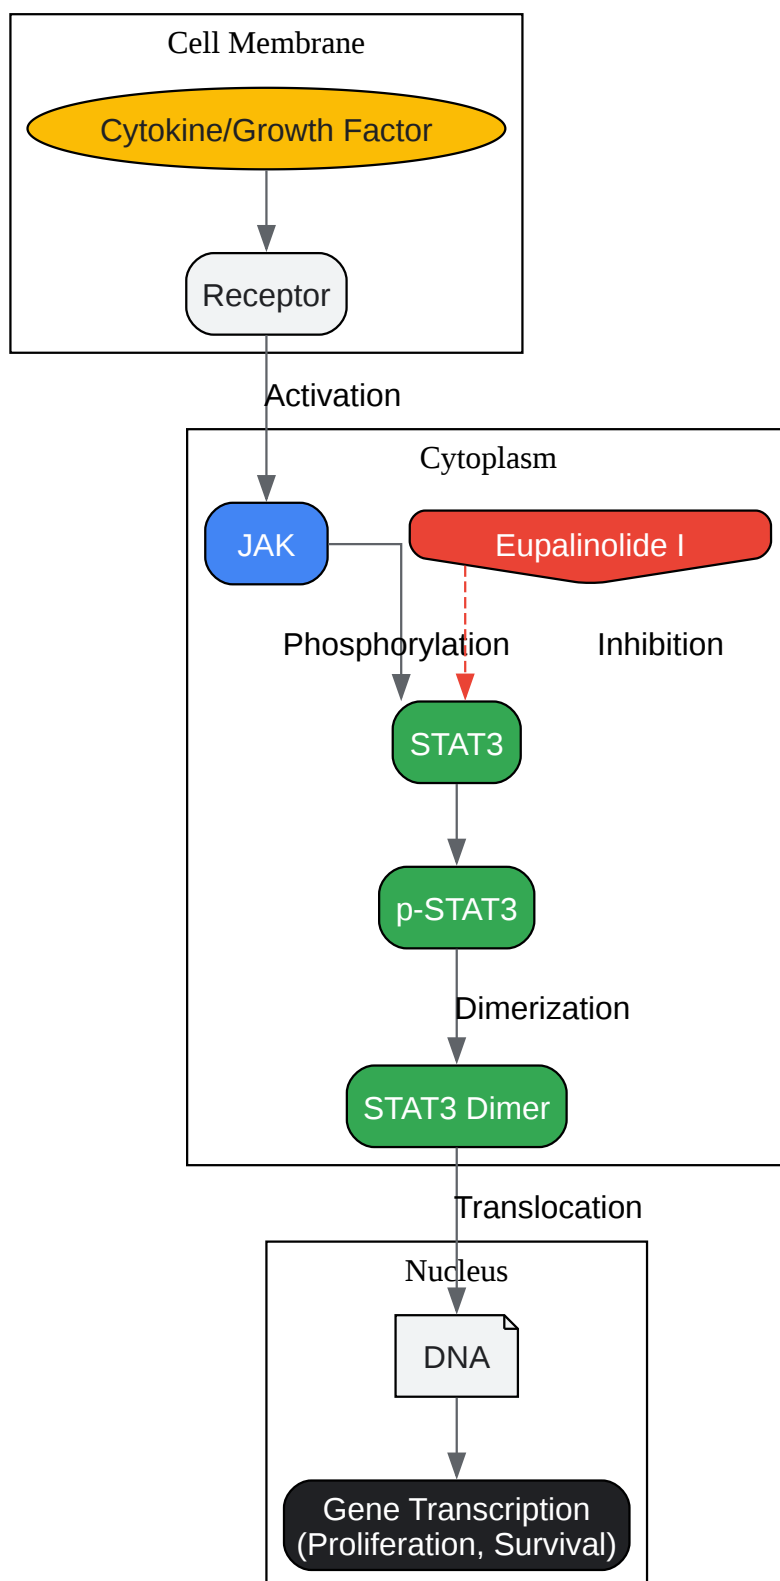 Cell Membrane
Cytokine/Growth Factor
Receptor
Activation
Cytoplasm
JAK
Eupalinolide I
Phosphorylation
Inhibition
STAT3
p-STAT3
Dimerization
STAT3 Dimer
Translocation
Nucleus
DNA
Gene Transcription
(Proliferation, Survival)